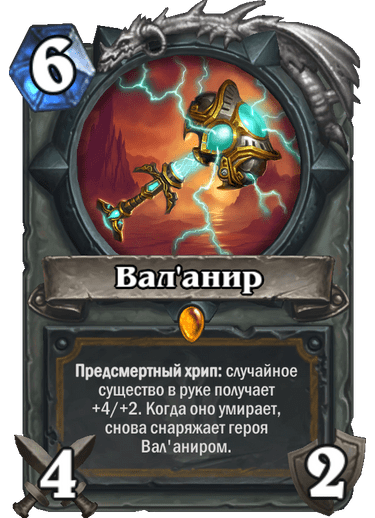 6
Вал'анир
Предсмертный хрип: случайное
существо в руке получает
+4/+2. Когда оно умирает,
снова снаряжает героя
Вал'аниром.
4
2